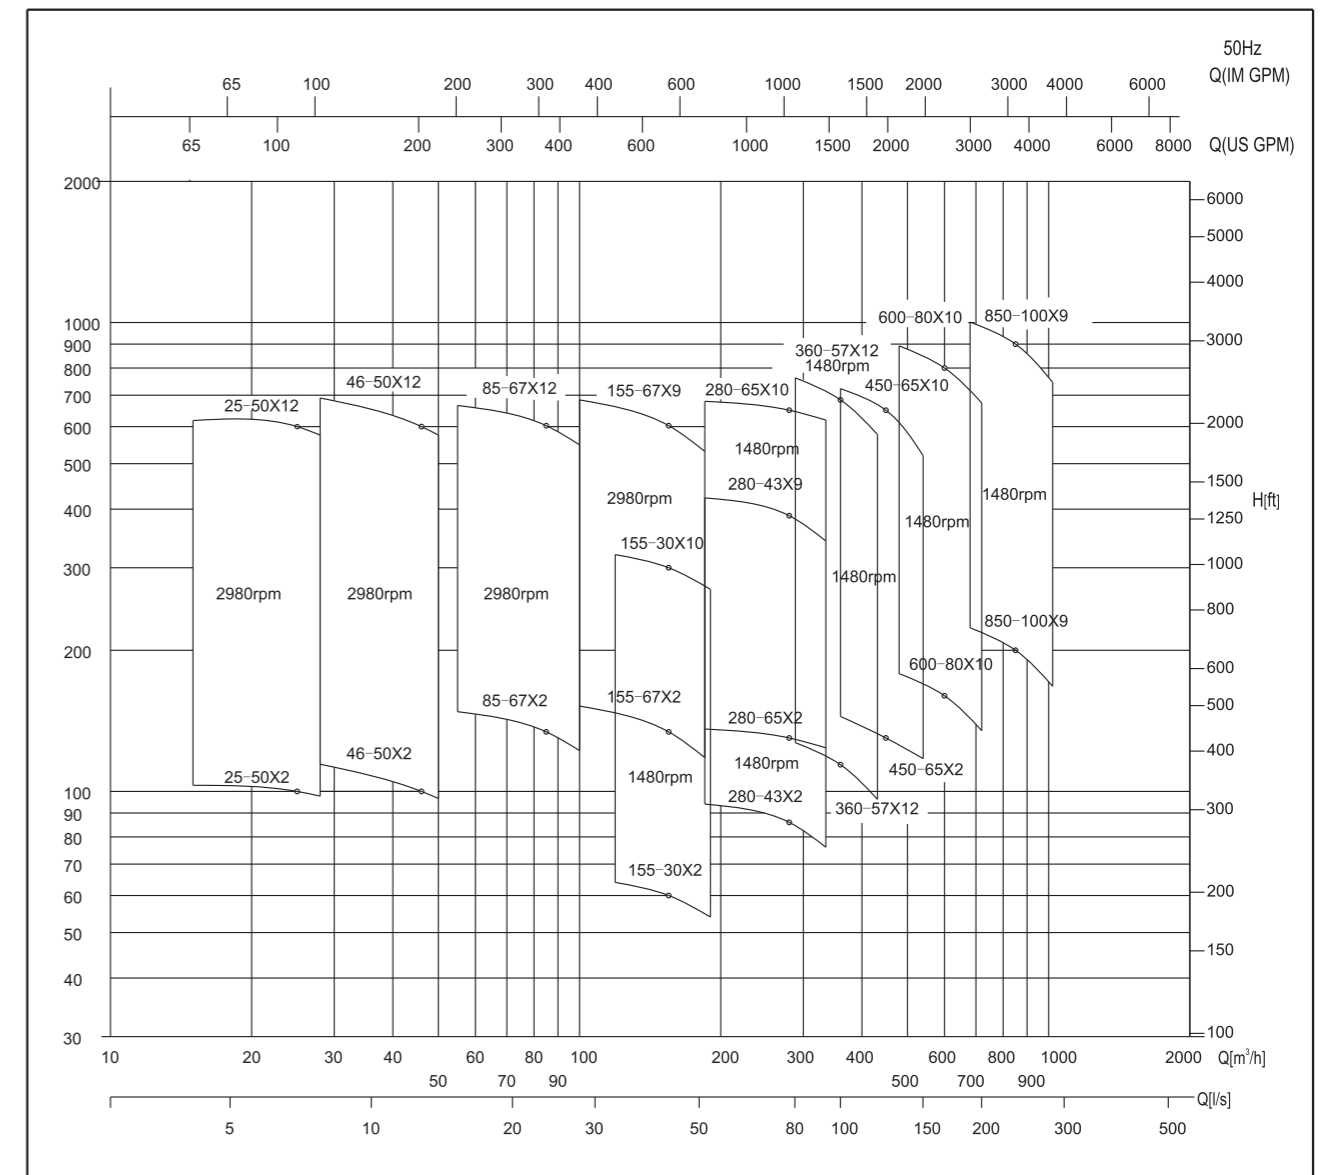 50Hz
65 100 200 300 400 600 1000 1500 2000 3000 4000 6000 Q(IM GPM)
65 100 200 300 400 600 1000 1500 2000 3000 4000 6000 8000 Q(US GPM)
2000
6000
5000
4000
600-80X10 850-100X9
1000
3000
900
360-57X12
1480rpm
800
46-50X12 85-67X12 155-67X9 280-65X10 450-65X10
700
25-50X12
2000
600
1480rpm
500
1500
280-43X9
H[ft]
2980rpm 1480rpm
400
1250
1480rpm
155-30X10
1000
300
1480rpm
2980rpm 2980rpm 2980rpm
800
850-100X9
200
600-80X10
600
85-67X2 155-67X2
500
280-65X2
400
46-50X2
1480rpm
450-65X2
25-50X2 1480rpm
100
280-43X2
360-57X12
300
90
80
70
155-30X2
200
60
50
150
40
100
30
10 20 30 40 60 80 100 200 300 400 600 800 1000 2000 Q[m³/h]
50 70 90 500 700 900
Q[l/s]
5 10 20 30 50 80 100 150 200 300 500